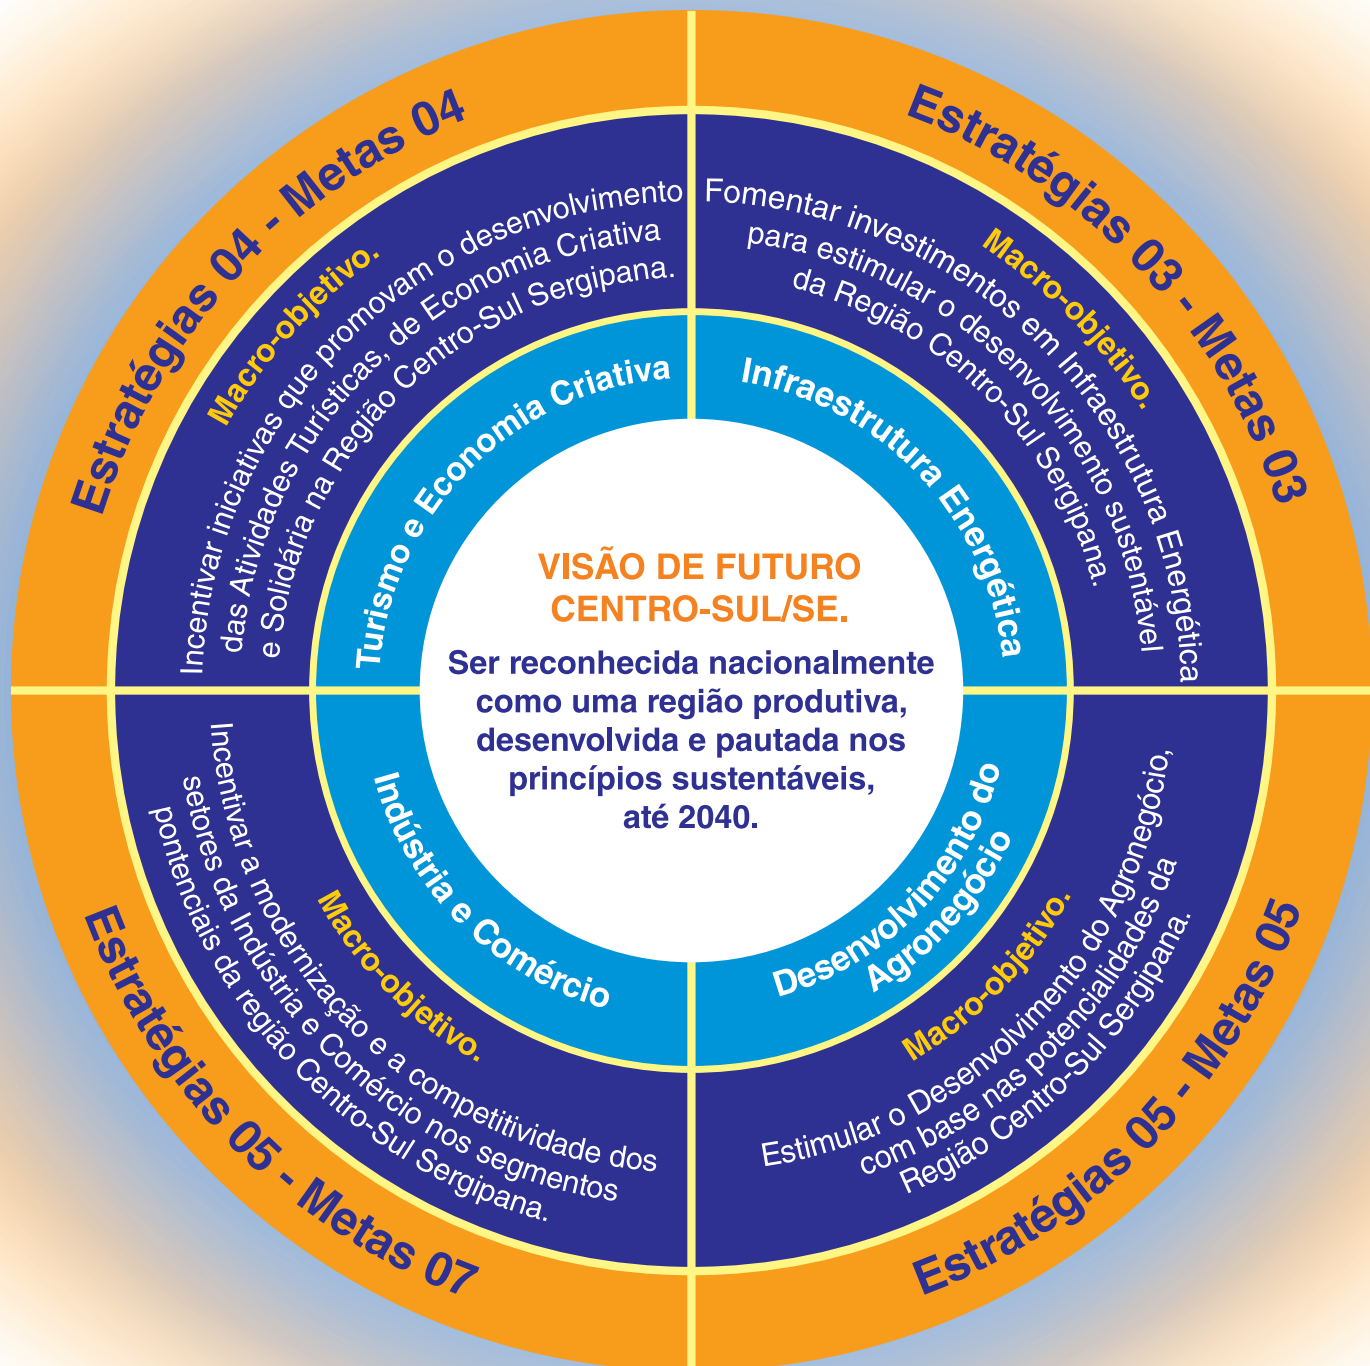 Estratégias 04 - Metas 04
Macro-objetivo.
Incentivar iniciativas que promovam o desenvolvimento
das Atividades Turísticas, de Economia Criativa
e Solidária na Região Centro-Sul Sergipana.
Turismo e Economia Criativa
Estratégias 03 - Metas 03
Macro-objetivo.
Fomentar investimentos em Infraestrutura Energética
para estimular o desenvolvimento sustentável
da Região Centro-Sul Sergipana.
Infraestrutura Energética
VISÃO DE FUTURO
CENTRO-SUL/SE.
Ser reconhecida nacionalmente
como uma região produtiva,
desenvolvida e pautada nos
princípios sustentáveis,
até 2040.
Indústria e Comércio
Macro-objetivo.
Incentivar a modernização e a competitividade dos
setores da Indústria e Comércio nos segmentos
pontenciais da região Centro-Sul Sergipana.
Estratégias 05 - Metas 07
Desenvolvimento do
Agronegócio
Macro-objetivo.
Estimular o Desenvolvimento do Agronegócio,
com base nas potencialidades da
Região Centro-Sul Sergipana.
Estratégias 05 - Metas 05